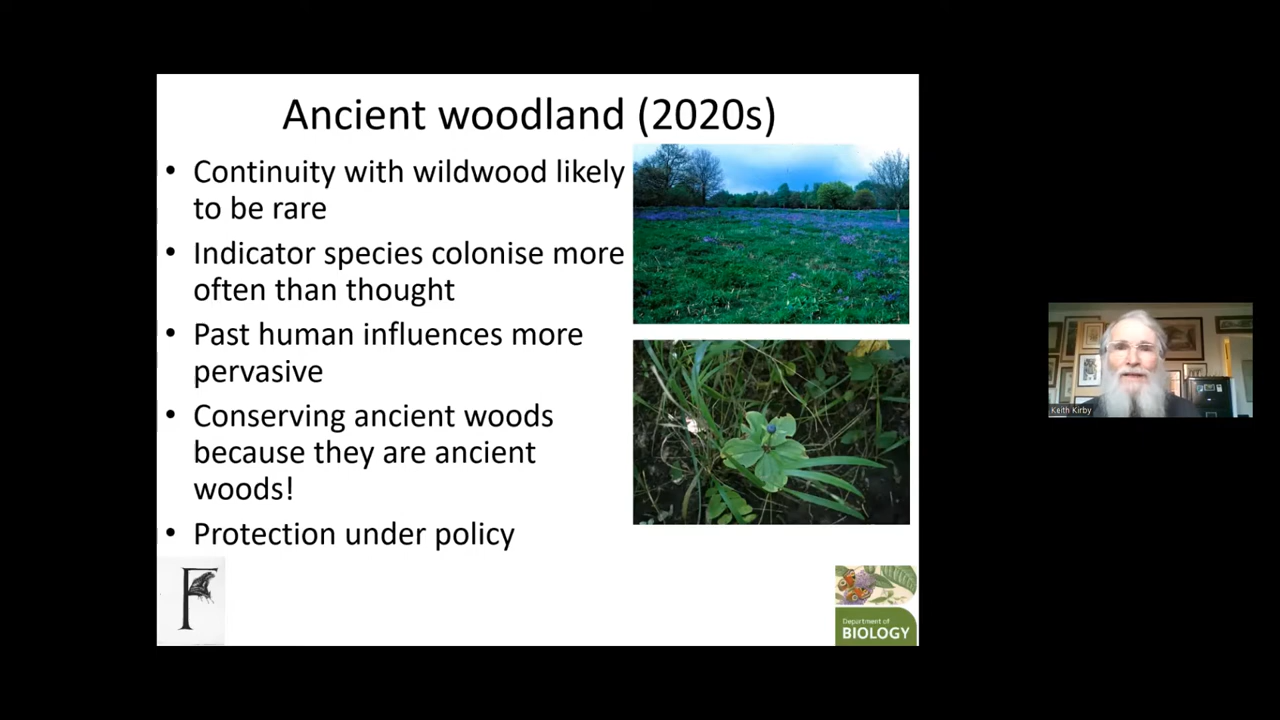 Ancient woodland (2020s)
• Continuity with wildwood likely
to be rare
• Indicator species colonise more
often than thought
• Past human influences more
pervasive
• Conserving ancient woods
because they are ancient
woods!
• Protection under policy
F
Department of
BIOLOGY
Keith Kirby